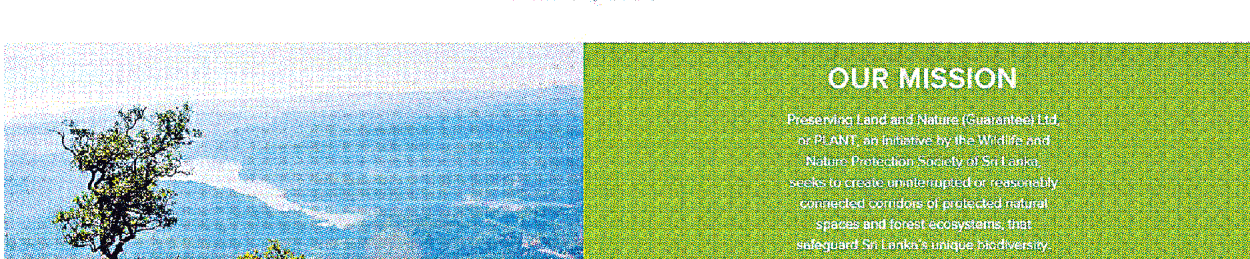 OUR MISSION
Preserving Land and Nature (Guarantee) Ltd,
or PLANT, an initiative by the Wildlife and
Nature Protection Society of Sri Lanka,
seeks to create uninterrupted or reasonably
connected corridors of protected natural
spaces and forest ecosystems, that
safeguard Sri Lanka's unique biodiversity.